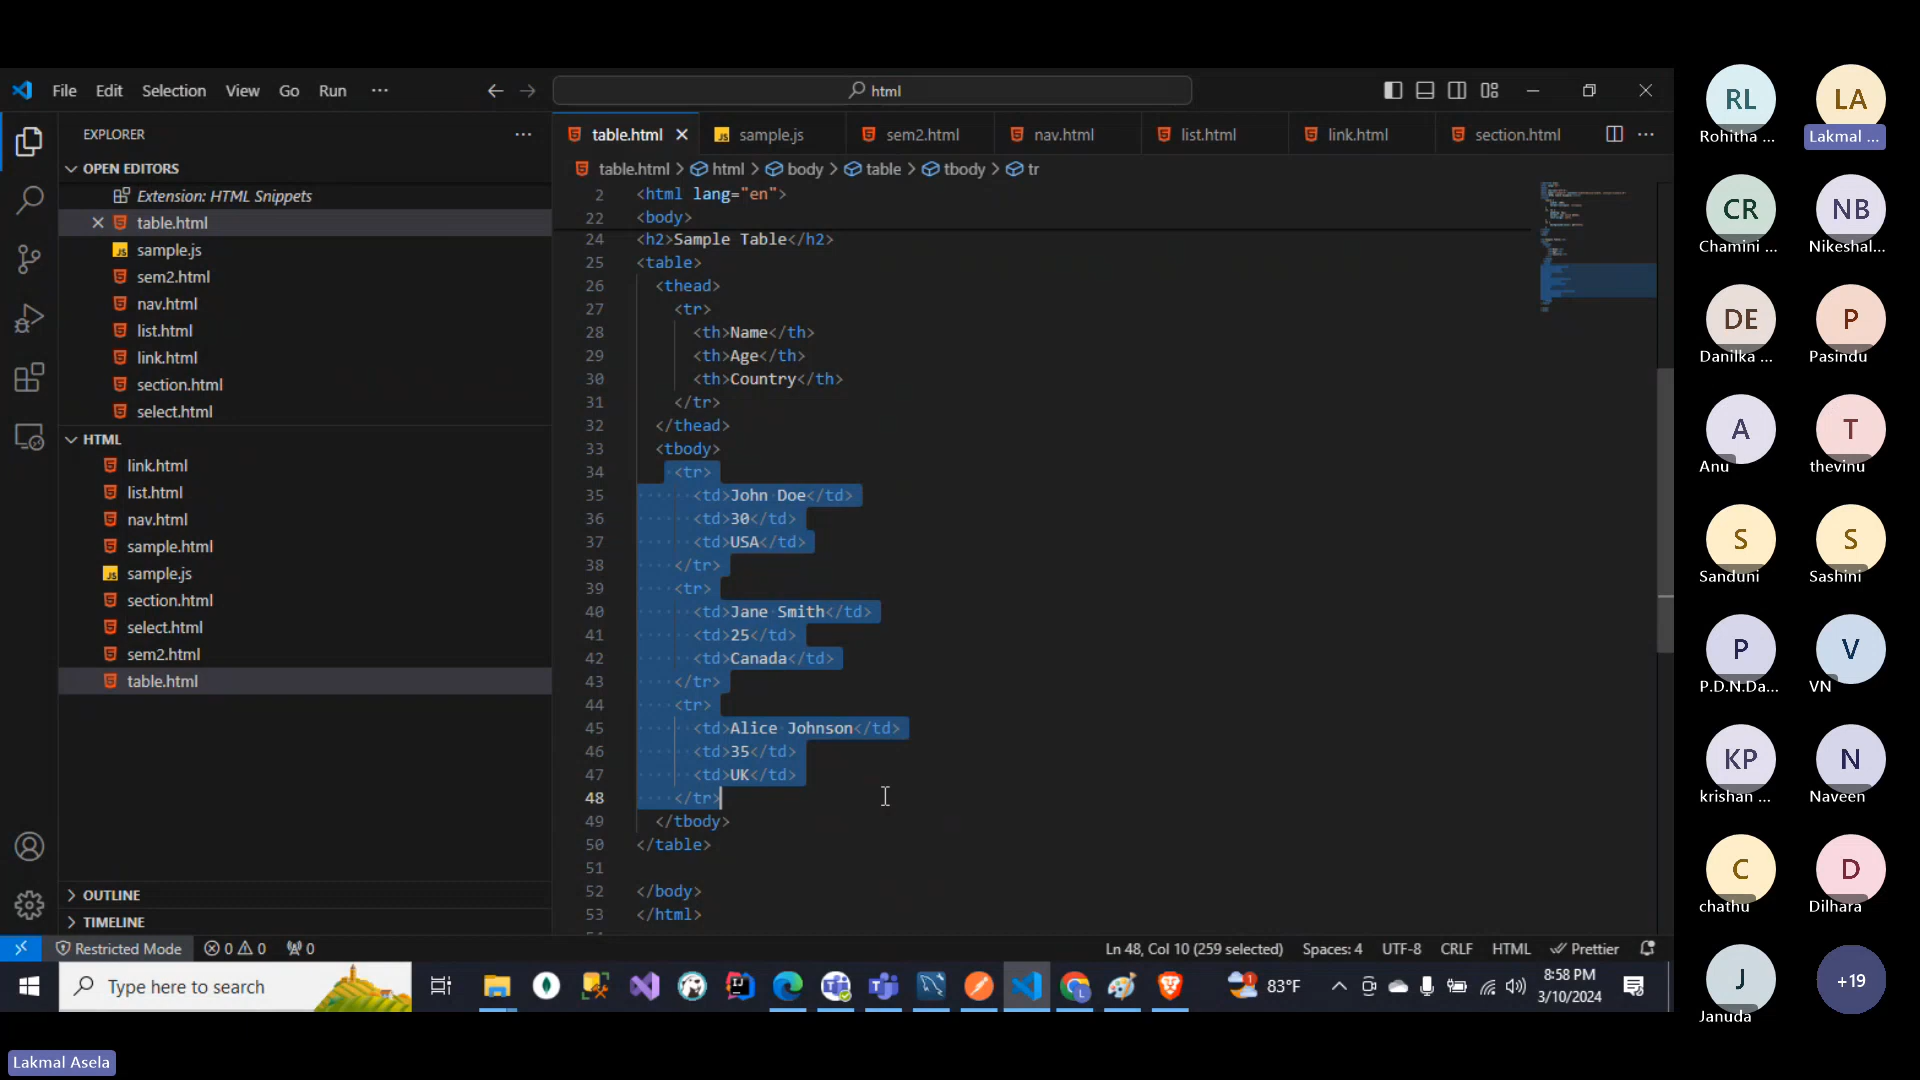 File Edit Selection View Go Run ···
html
EXPLORER
OPEN EDITORS
Extension: HTML Snippets
table.html
sample.js
sem2.html
nav.html
list.html
link.html
section.html
select.html
HTML
link.html
list.html
nav.html
sample.html
sample.js
section.html
select.html
sem2.html
table.html
OUTLINE
TIMELINE
table.html sample.js sem2.html nav.html list.html link.html section.html
table.html > html > body > table > tbody > tr
2 <html lang="en">
22 <body>
24 <h2>Sample Table</h2>
25 <table>
26 <thead>
27 <tr>
28 <th>Name</th>
29 <th>Age</th>
30 <th>Country</th>
31 </tr>
32 </thead>
33 <tbody>
34 <tr>
35 <td>John Doe</td>
36 <td>30</td>
37 <td>USA</td>
38 </tr>
39 <tr>
40 <td>Jane Smith</td>
41 <td>25</td>
42 <td>Canada</td>
43 </tr>
44 <tr>
45 <td>Alice Johnson</td>
46 <td>35</td>
47 <td>UK</td>
48 </tr>
49 </tbody>
50 </table>
51
52 </body>
53 </html>
Restricted Mode 0 0 0 Ln 48, Col 10 (259 selected) Spaces: 4 UTF-8 CRLF HTML Prettier
Type here to search
83°F
8:58 PM
3/10/2024
RL LA
Rohitha ... Lakmal ...
CR NB
Chamini ... Nikeshal...
DE P
Danilka ... Pasindu
A T
Anu thevinu
S S
Sanduni Sashini
P V
P.D.N.Da... VN
KP N
krishan ... Naveen
C D
chathu Dilhara
J +19
Januda
Lakmal Asela